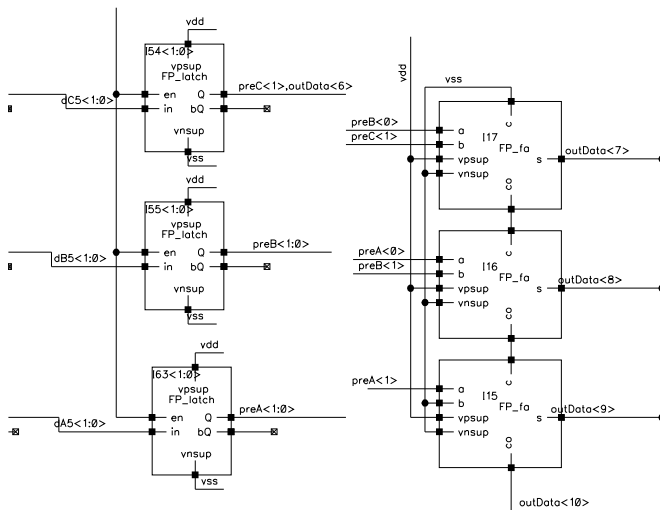 vdd
I54<1:0>
vpsup
FP_latch
dC5<1:0>
en Q
in bQ
preC<1>,outData<6>
vnsup
vss
vdd
I55<1:0>
vpsup
FP_latch
dB5<1:0>
en Q
in bQ
preB<1:0>
vnsup
vss
vdd
I63<1:0>
vpsup
FP_latch
dA5<1:0>
en Q
in bQ
preA<1:0>
vnsup
vss
vdd
vss
c
preB<0>
preC<1>
a
b
vpsup
vnsup
I17
FP_fa
s
outData<7>
co
c
preA<0>
preB<1>
a
b
vpsup
vnsup
I16
FP_fa
s
outData<8>
co
c
preA<1>
a
b
vpsup
vnsup
I15
FP_fa
s
outData<9>
co
outData<10>